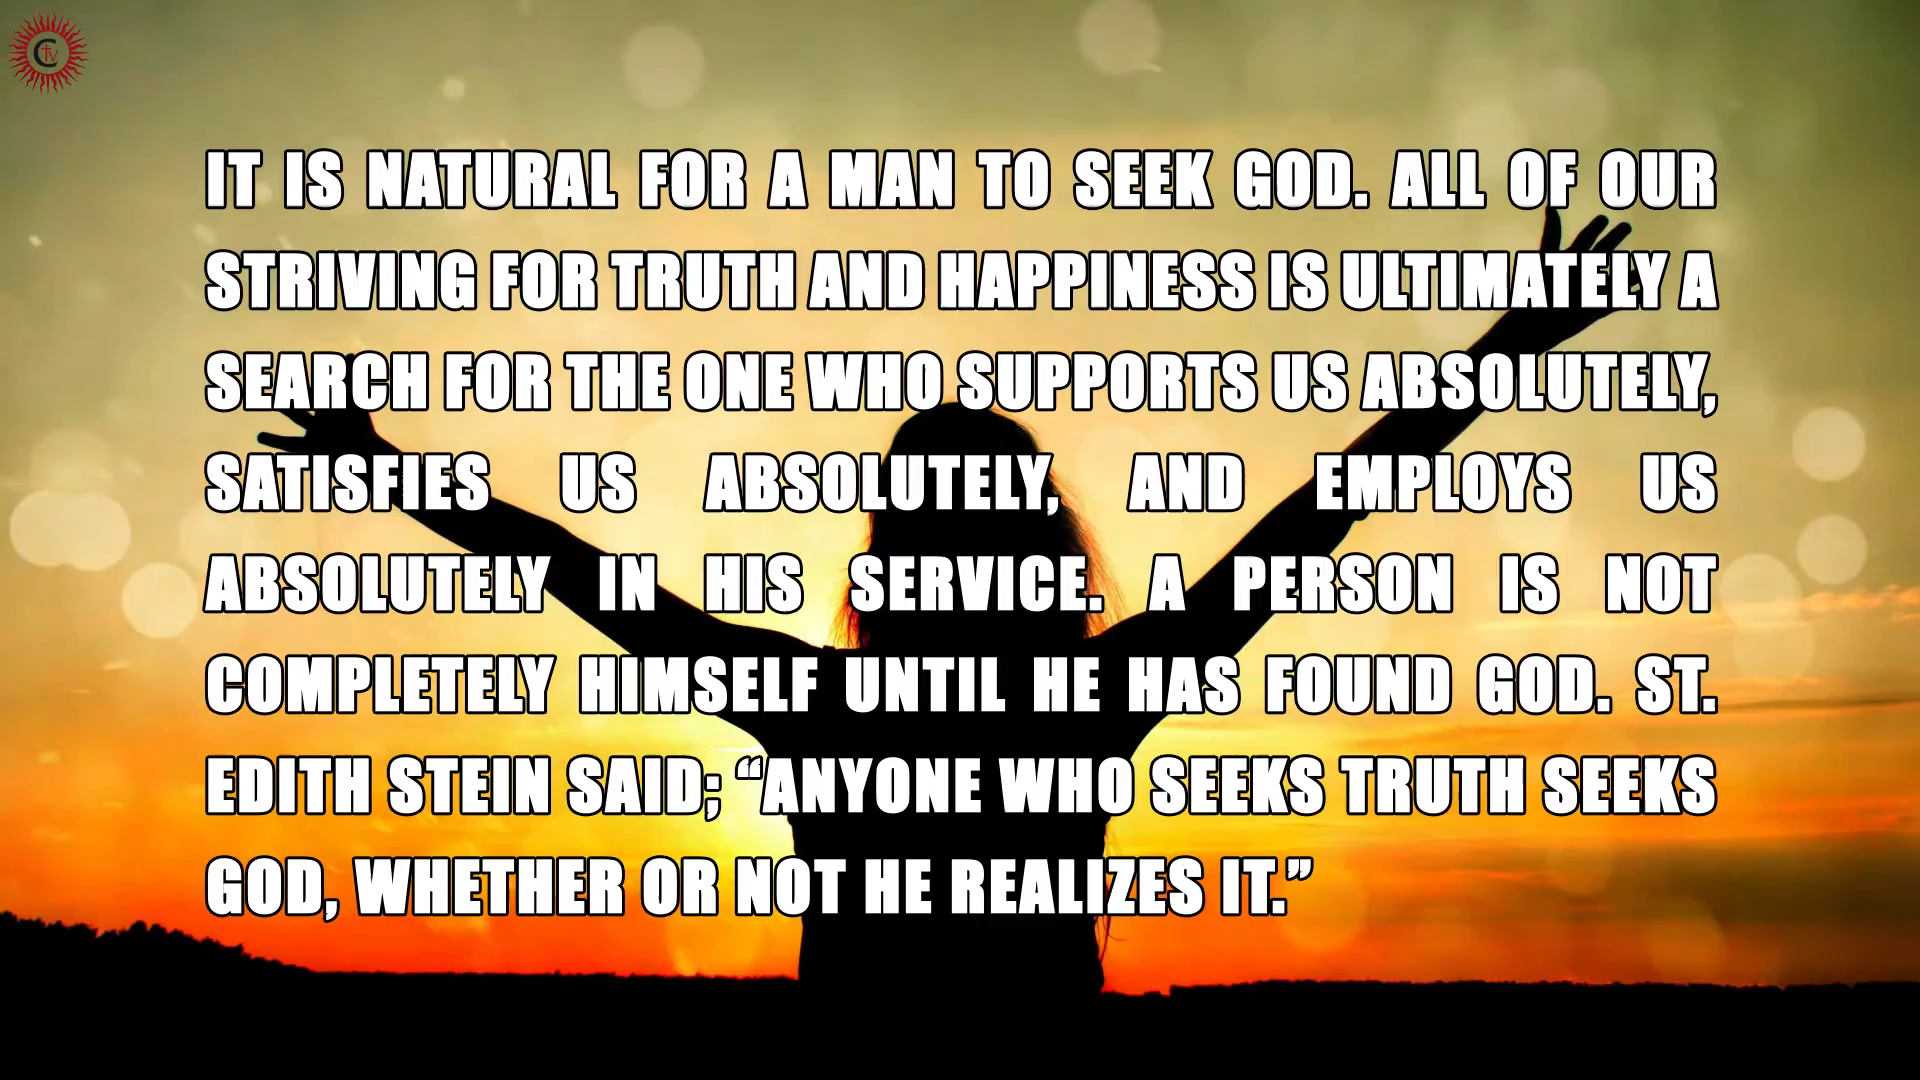 CTV
IT IS NATURAL FOR A MAN TO SEEK GOD. ALL OF OUR
STRIVING FOR TRUTH AND HAPPINESS IS ULTIMATELY A
SEARCH FOR THE ONE WHO SUPPORTS US ABSOLUTELY,
SATISFIES US ABSOLUTELY, AND EMPLOYS US
ABSOLUTELY IN HIS SERVICE. A PERSON IS NOT
COMPLETELY HIMSELF UNTIL HE HAS FOUND GOD. ST.
EDITH STEIN SAID; “ANYONE WHO SEEKS TRUTH SEEKS
GOD, WHETHER OR NOT HE REALIZES IT.”